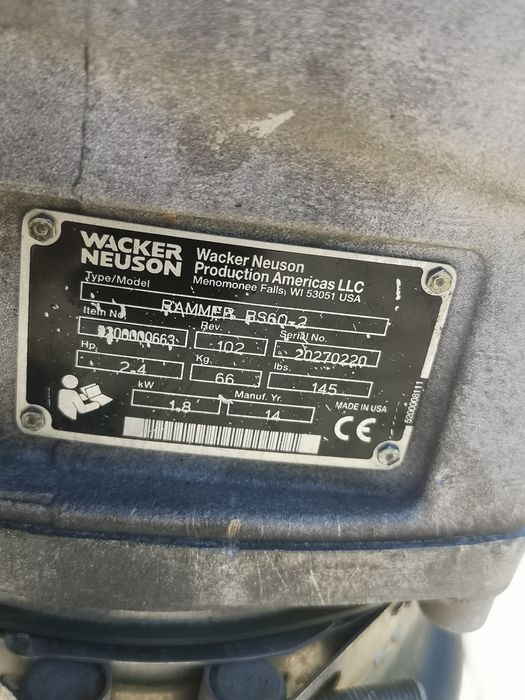 WACKER
NEUSON
Wacker Neuson
Production Americas LLC
Menomonee Falls, WI 53051 USA
Type/Model
RAMMER BS60-2
Item No. Rev. Serial No.
102 20270220
Hp. Kg. lbs.
2.4 66 145
kW Manuf. Yr.
1.8 14
MADE IN USA
CE
5200008111